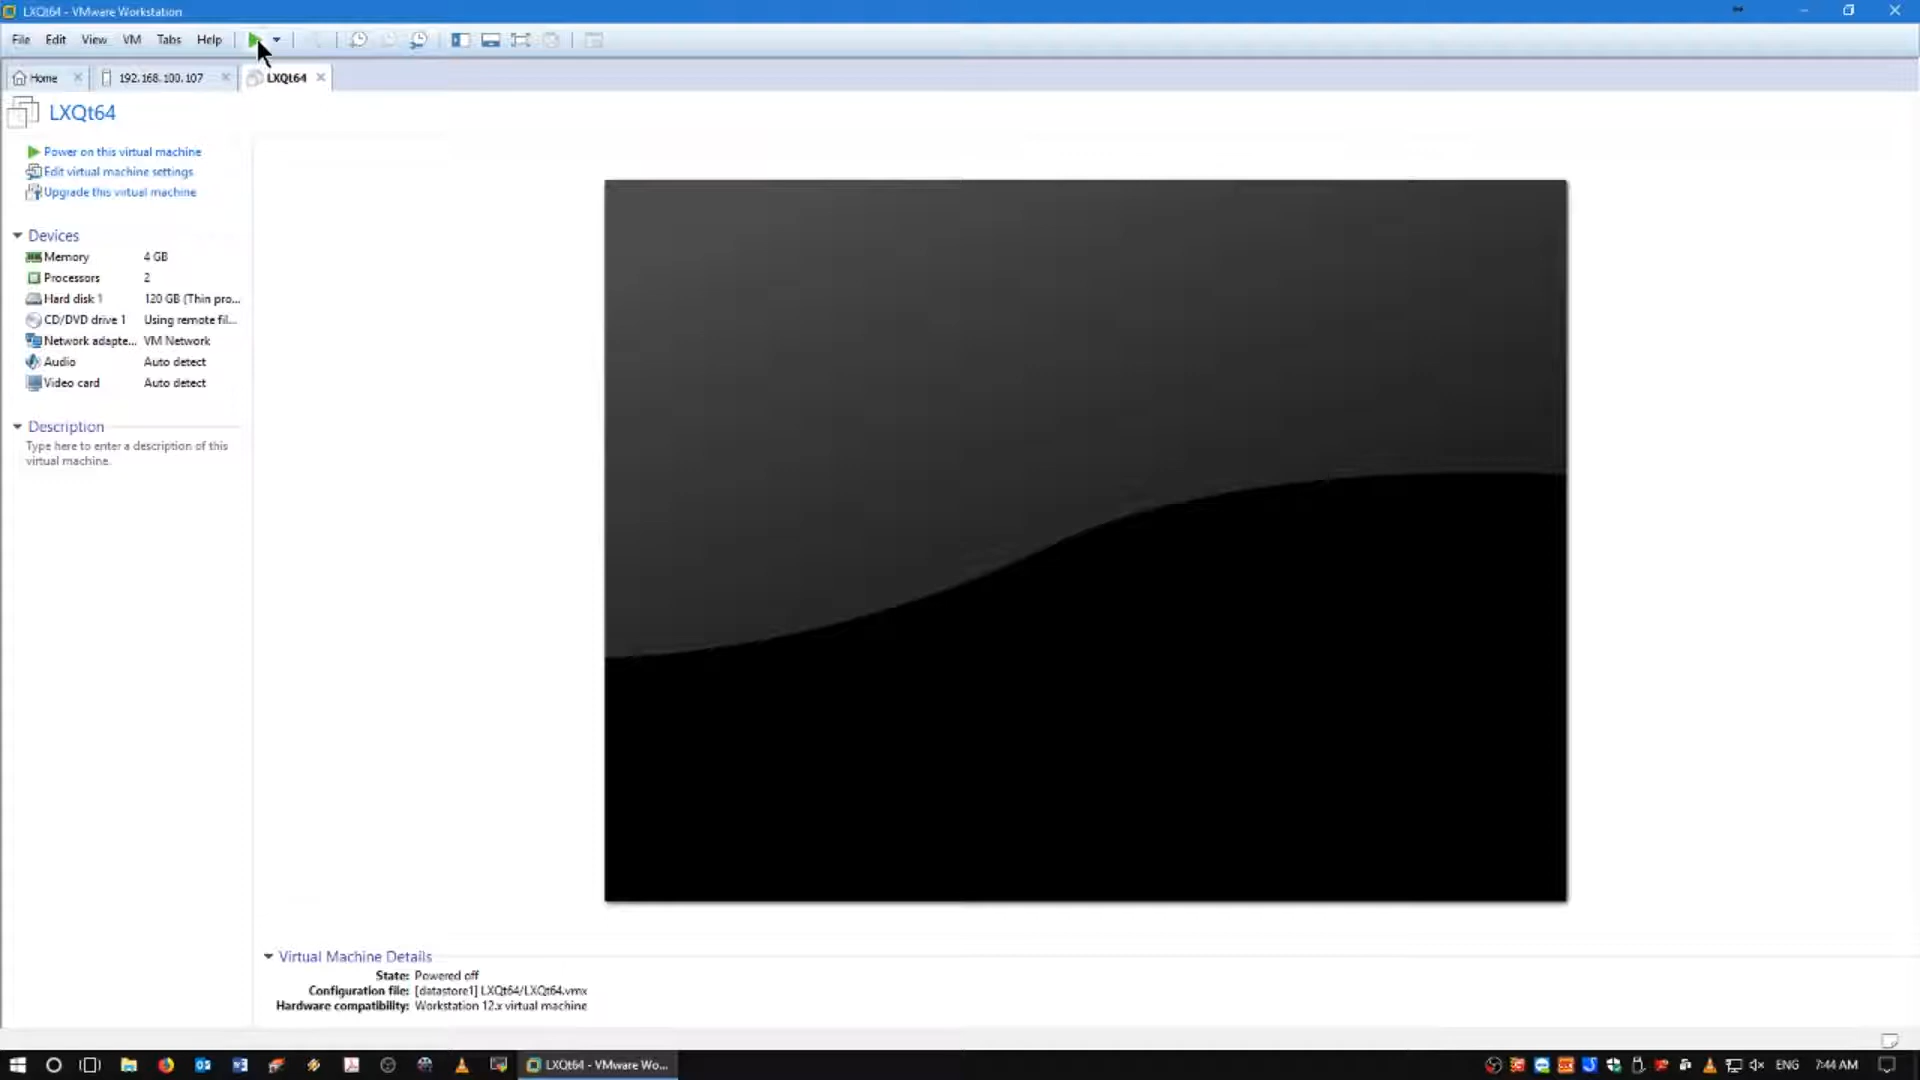 LXQt64 - VMware Workstation
File Edit View VM Tabs Help
Home 192.168.100.107 LXQt64
LXQt64
Power on this virtual machine
Edit virtual machine settings
Upgrade this virtual machine
Devices
Memory 4 GB
Processors 2
Hard disk 1 120 GB (Thin pro...
CD/DVD drive 1 Using remote fil...
Network adapte... VM Network
Audio Auto detect
Video card Auto detect
Description
Type here to enter a description of this
virtual machine.
Virtual Machine Details
State: Powered off
Configuration file: [datastore1] LXQt64/LXQt64.vmx
Hardware compatibility: Workstation 12.x virtual machine
LXQt64 - VMware Wo... ENG 7:44 AM